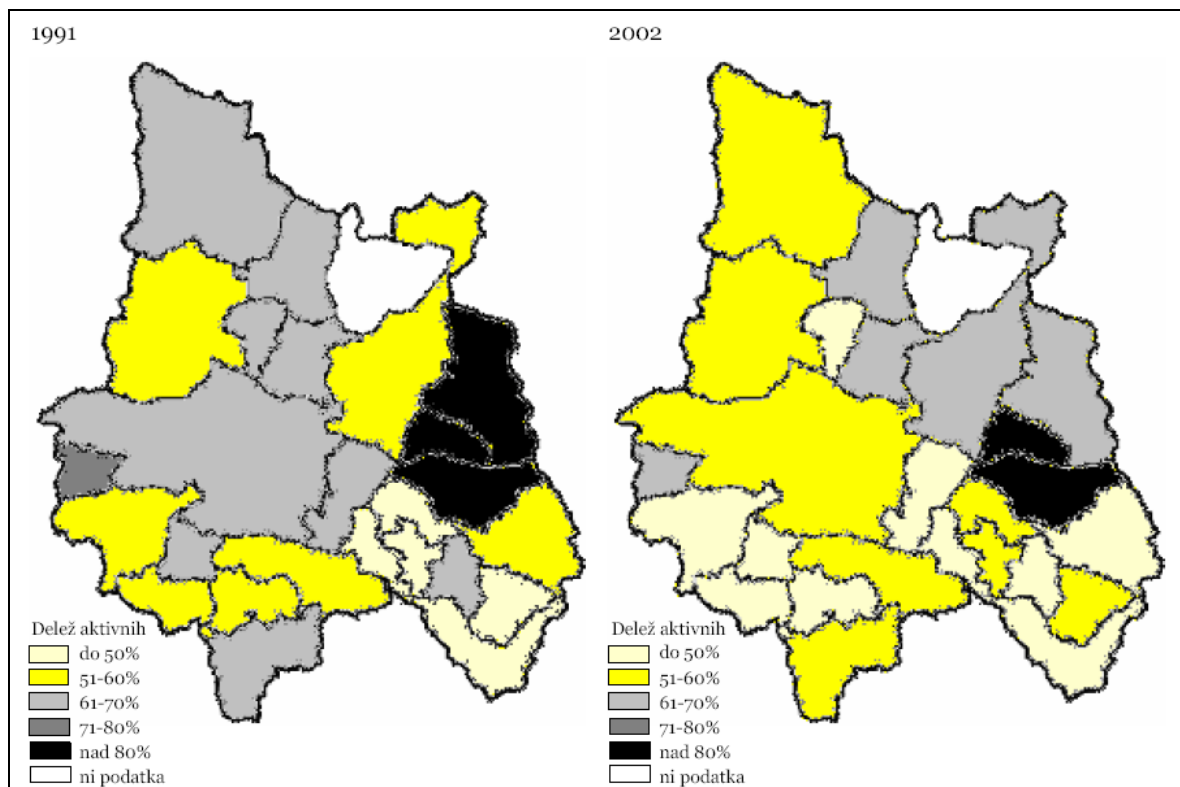 1991
Delež aktivnih
do 50%
51-60%
61-70%
71-80%
nad 80%
ni podatka
2002
Delež aktivnih
do 50%
51-60%
61-70%
71-80%
nad 80%
ni podatka